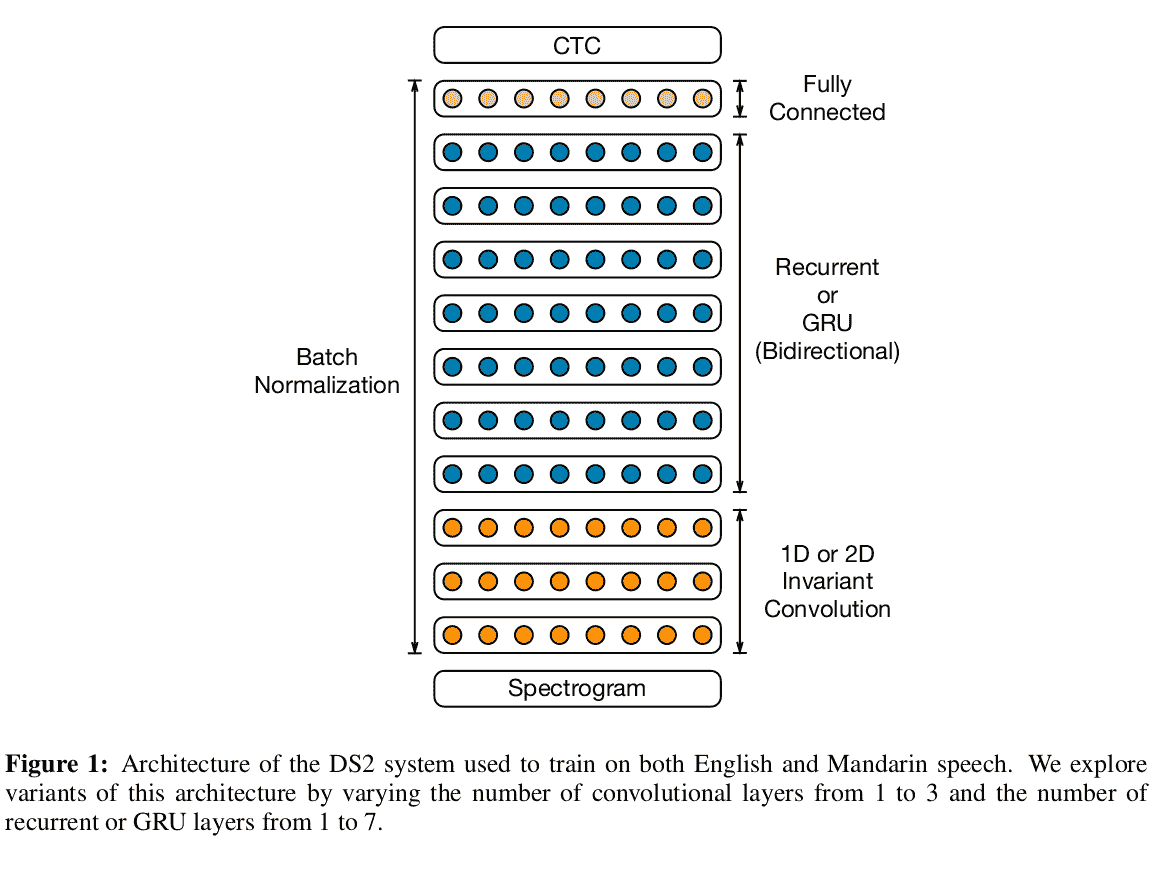 CTC
Fully
Connected
Recurrent
or
GRU
(Bidirectional)
Batch
Normalization
1D or 2D
Invariant
Convolution
Spectrogram
Figure 1: Architecture of the DS2 system used to train on both English and Mandarin speech. We explore
variants of this architecture by varying the number of convolutional layers from 1 to 3 and the number of
recurrent or GRU layers from 1 to 7.